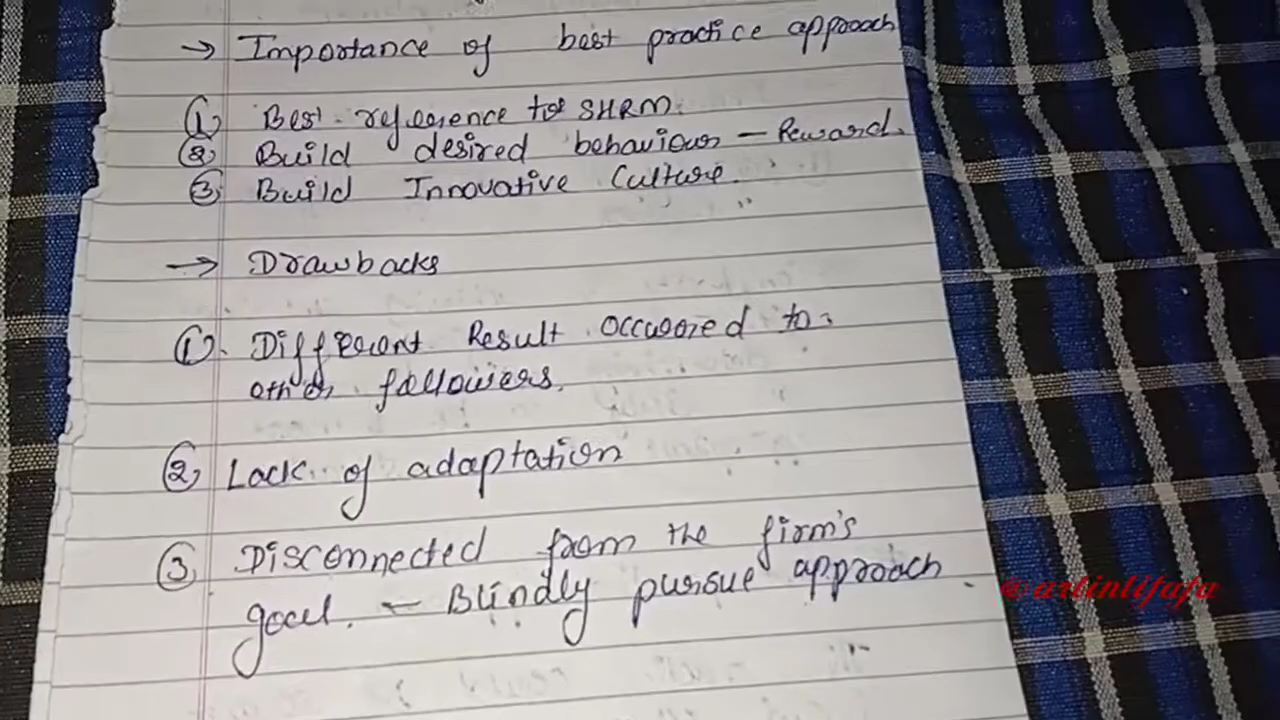 → Importance of best practice approach
① Best reference for SHRM.
② Build desired behaviour – Reward.
③ Build Innovative Culture.
→ Drawbacks
① Different Result Occurred to
other followers.
② Lack of adaptation
③ Disconnected from the firm's
goal. – Blindly pursue approach
@artintifafa